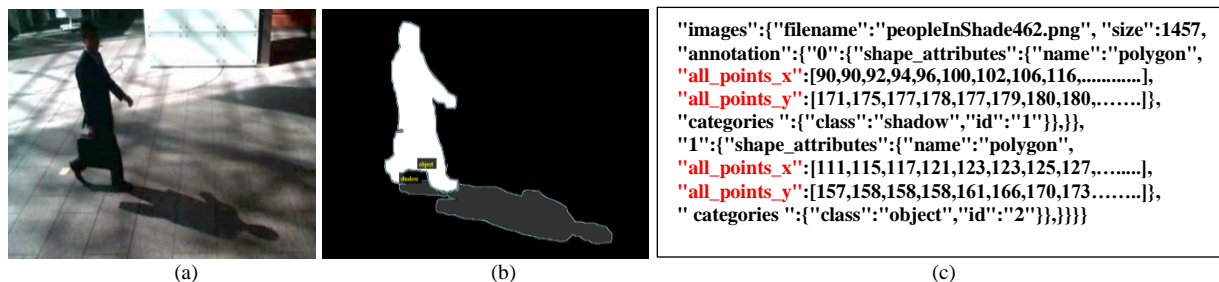 object
shadow
"images":{"filename":"peopleInShade462.png", "size":1457,
"annotation":{"0":{"shape_attributes":{"name":"polygon",
"all_points_x":[90,90,92,94,96,100,102,106,116,............],
"all_points_y":[171,175,177,178,177,179,180,180,…….]},
"categories ":{"class":"shadow","id":"1"}},}},
"1":{"shape_attributes":{"name":"polygon",
"all_points_x":[111,115,117,121,123,123,125,127,…....],
"all_points_y":[157,158,158,158,161,166,170,173……..]},
" categories ":{"class":"object","id":"2"}},}}}}
(a)
(b)
(c)